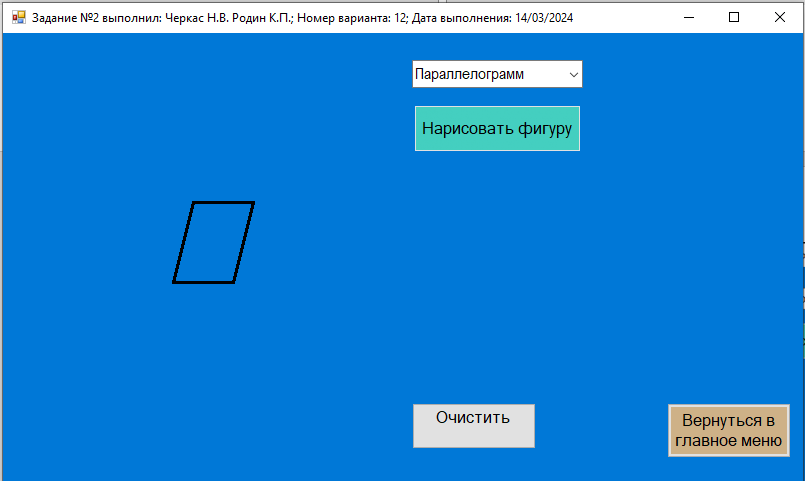 Задание №2 выполнил: Черкас Н.В. Родин К.П.; Номер варианта: 12; Дата выполнения: 14/03/2024
Параллелограмм
Нарисовать фигуру
Очистить
Вернуться в
главное меню